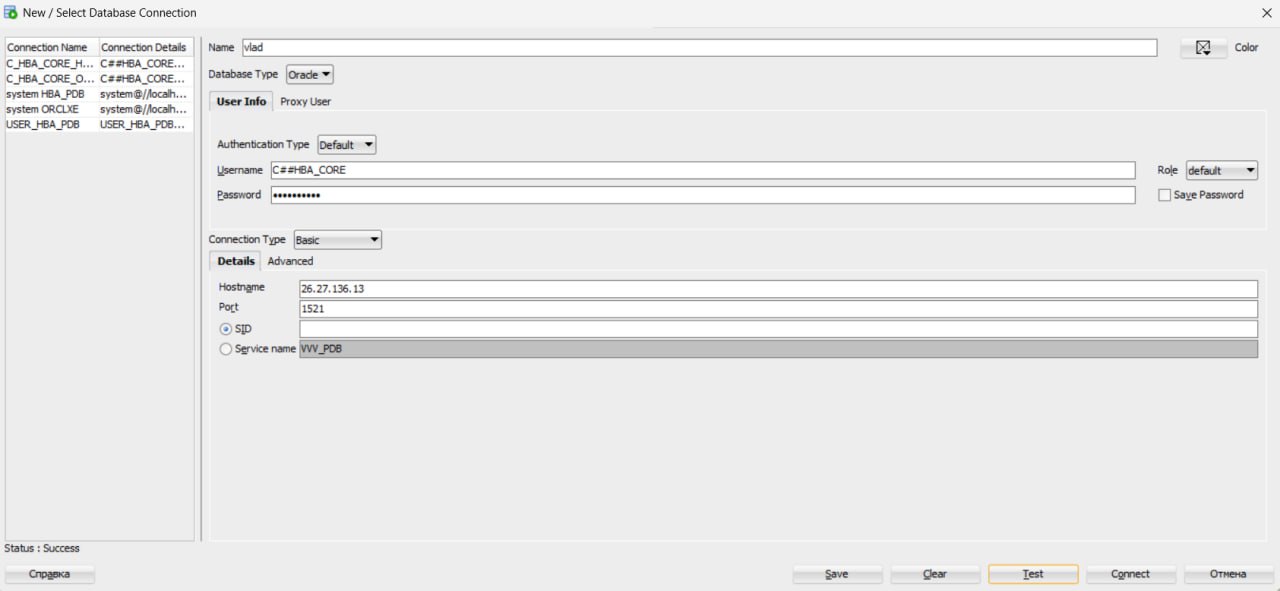 New / Select Database Connection
Connection Name Connection Details
C_HBA_CORE_H... C##HBA_CORE...
C_HBA_CORE_O... C##HBA_CORE...
system HBA_PDB system@//localh...
system ORCLXE system@//localh...
USER_HBA_PDB USER_HBA_PDB...
Name vlad Color
Database Type Oracle
User Info Proxy User
Authentication Type Default
Username C##HBA_CORE Role default
Password •••••••••• Save Password
Connection Type Basic
Details Advanced
Hostname 26.27.136.13
Port 1521
SID
Service name VVV_PDB
Status : Success
Справка Save Clear Test Connect Отмена